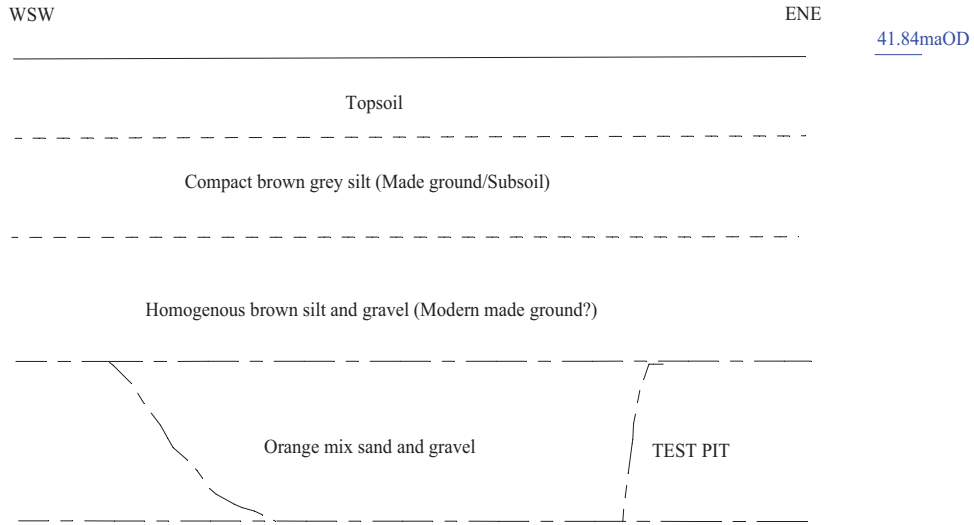 WSW
ENE
41.84maOD
Topsoil
Compact brown grey silt (Made ground/Subsoil)
Homogenous brown silt and gravel (Modern made ground?)
Orange mix sand and gravel
TEST PIT